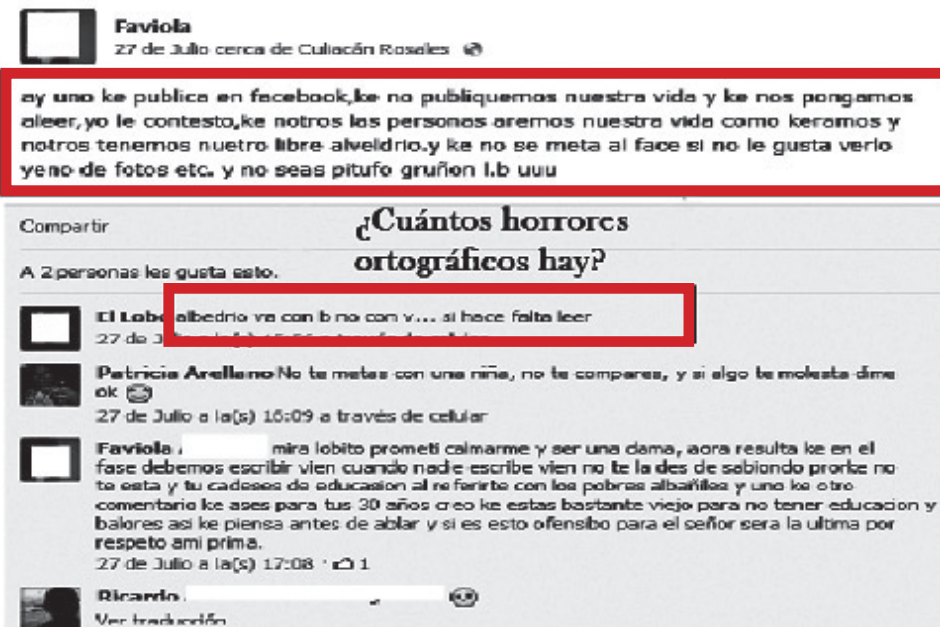 Faviola
27 de Julio cerca de Culiacán Rosales
ay uno ke publica en facebook,ke no publiquemos nuestra vida y ke nos pongamos
aleer,yo le contesto,ke notros las personas aremos nuestra vida como keramos y
notros tenemos nuetro libre alveldrio.y ke no se meta al face si no le gusta verlo
yeno de fotos etc. y no seas pitufo gruñon l.b uuu
Compartir
¿Cuántos horrores
ortográficos hay?
A 2 personas les gusta esto.
El Lobo albedrio va con b no con v... si hace falta leer
27 de Julio
Patricia Arellano No te metas con una niña, no te compares, y si algo te molesta dime
ok
27 de Julio a la(s) 16:09 a través de celular
Faviola mira lobito prometi calmarme y ser una dama, aora resulta ke en el
fase debemos escribir vien cuando nadie escribe vien no te la des de sabiondo prorke no
te esta y tu cadeses de educasion al referirte con los pobres albañiles y uno ke otro
comentario ke ases para tus 30 años creo ke estas bastante viejo para no tener educacion y
balores asi ke piensa antes de ablar y si es esto ofensibo para el señor sera la ultima por
respeto ami prima.
27 de Julio a la(s) 17:08 · 1
Ricardo
Ver traducción